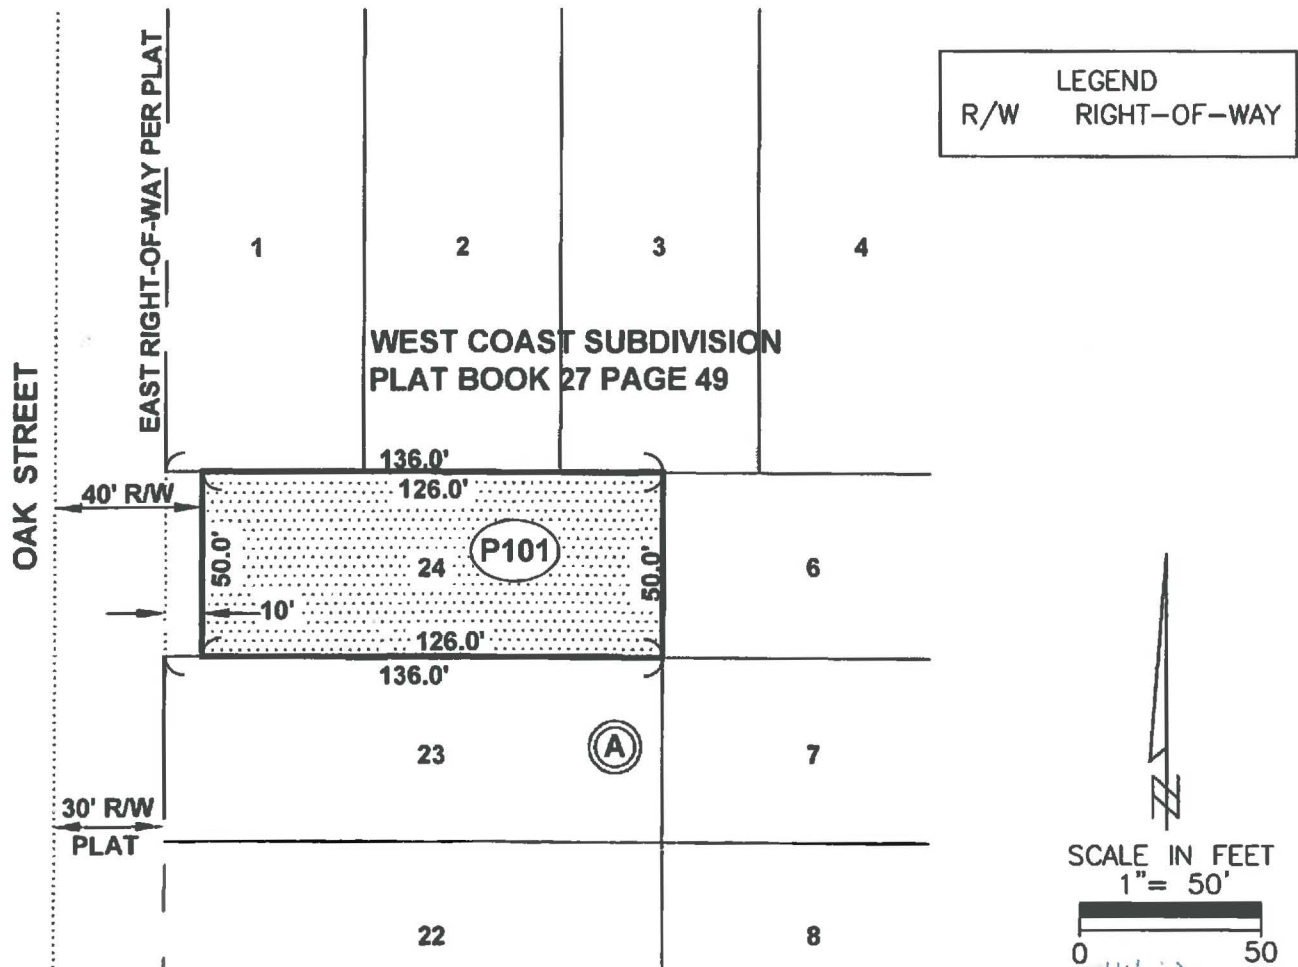 LEGEND
R/W RIGHT-OF-WAY
EAST RIGHT-OF-WAY PER PLAT
1
2
3
4
WEST COAST SUBDIVISION
PLAT BOOK 27 PAGE 49
OAK STREET
136.0'
126.0'
40' R/W
50.0'
24
P101
50.0'
6
10'
126.0'
136.0'
23
A
7
30' R/W
PLAT
22
8
N
SCALE IN FEET
1"= 50'
0 50